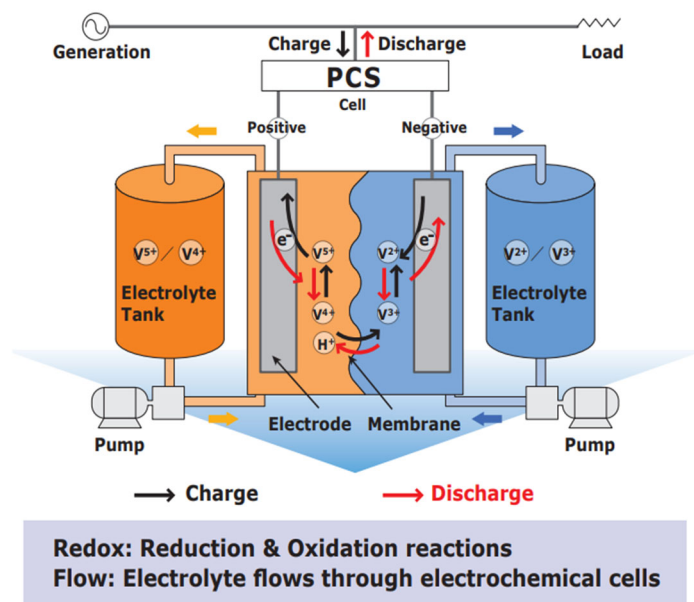 Generation
Charge
Discharge
Load
PCS
Cell
Positive
Negative
V5+ / V4+
Electrolyte
Tank
e-
V5+
V4+
H+
V2+
V3+
e-
V2+ / V3+
Electrolyte
Tank
Pump
Electrode
Membrane
Pump
Charge
Discharge
Redox: Reduction & Oxidation reactions
Flow: Electrolyte flows through electrochemical cells